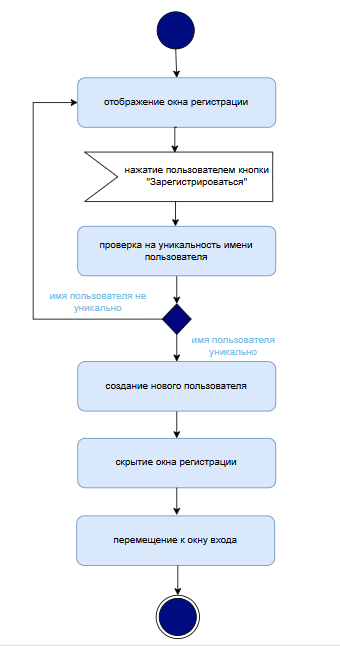 отображение окна регистрации
нажатие пользователем кнопки
"Зарегистрироваться"
проверка на уникальность имени
пользователя
имя пользователя не
уникально
имя пользователя
уникально
создание нового пользователя
скрытие окна регистрации
перемещение к окну входа